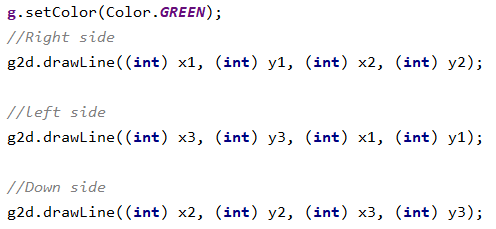 g.setColor(Color.GREEN);
//Right side
g2d.drawLine((int) x1, (int) y1, (int) x2, (int) y2);
//left side
g2d.drawLine((int) x3, (int) y3, (int) x1, (int) y1);
//Down side
g2d.drawLine((int) x2, (int) y2, (int) x3, (int) y3);